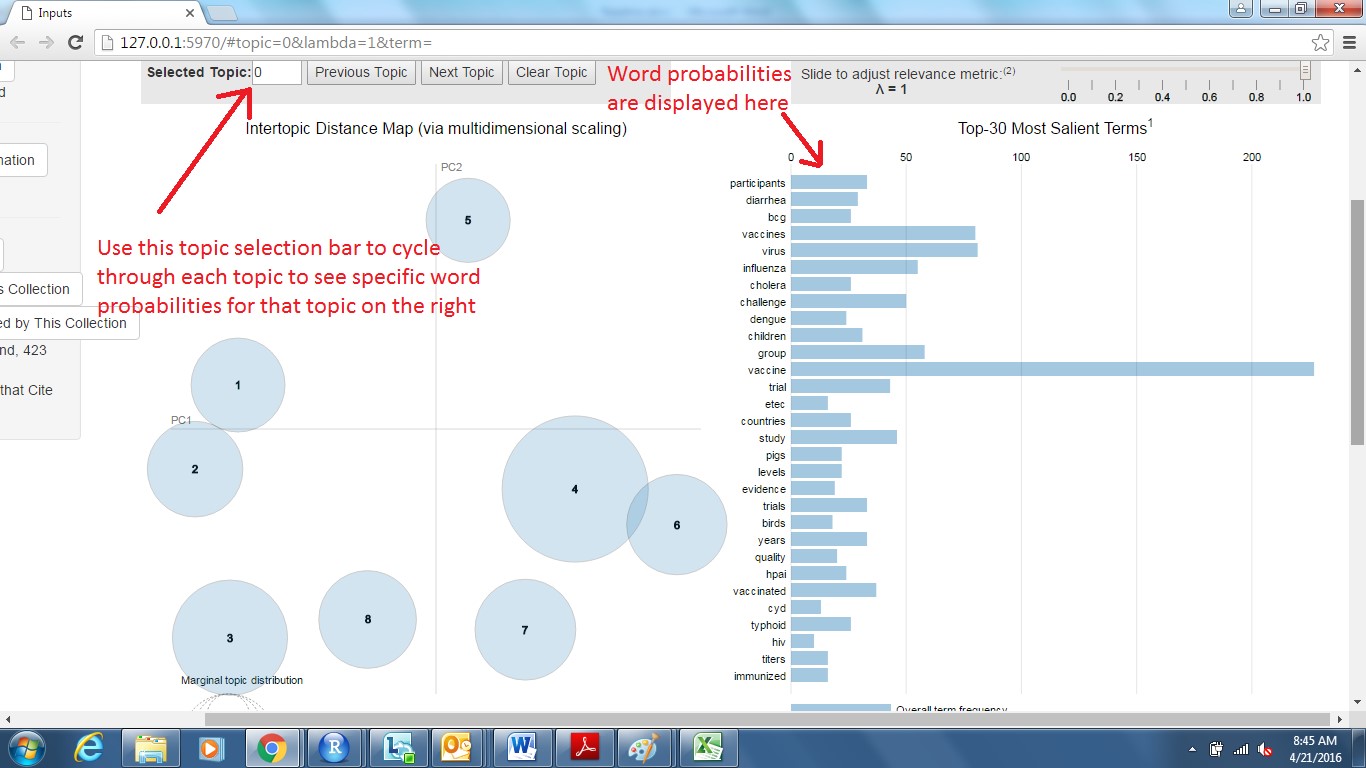 Inputs
127.0.0.1:5970/#topic=0&lambda=1&term=
d
nation
s Collection
ed by This Collection
nd, 423
that Cite
Selected Topic: 0 Previous Topic Next Topic Clear Topic
Word probabilities
are displayed here
Slide to adjust relevance metric:(2)
λ = 1
0.0 0.2 0.4 0.6 0.8 1.0
Intertopic Distance Map (via multidimensional scaling)
Use this topic selection bar to cycle
through each topic to see specific word
probabilities for that topic on the right
PC2
5
1
PC1
2
4
6
3
8
7
Marginal topic distribution
Top-30 Most Salient Terms1
0 50 100 150 200
participants
diarrhea
bcg
vaccines
virus
influenza
cholera
challenge
dengue
children
group
vaccine
trial
etec
countries
study
pigs
levels
evidence
trials
birds
years
quality
hpai
vaccinated
cyd
typhoid
hiv
titers
immunized
Overall term frequency
8:45 AM
4/21/2016